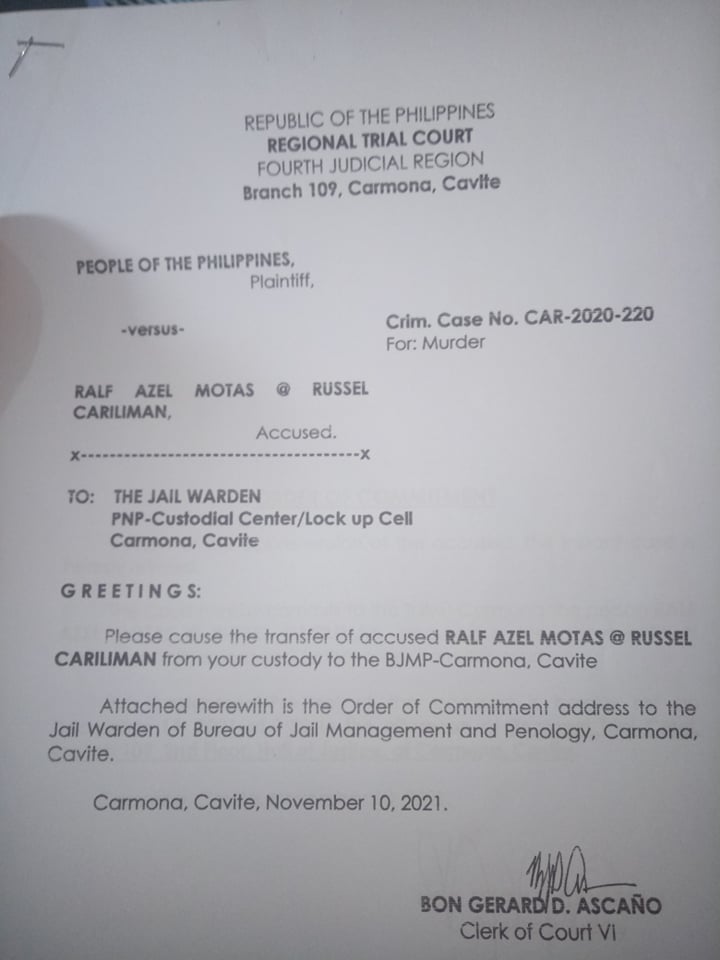 REPUBLIC OF THE PHILIPPINES
REGIONAL TRIAL COURT
FOURTH JUDICIAL REGION
Branch 109, Carmona, Cavite
PEOPLE OF THE PHILIPPINES,
Plaintiff,
-versus-
Crim. Case No. CAR-2020-220
For: Murder
RALF AZEL MOTAS @ RUSSEL
CARILIMAN,
Accused.
x---------------------------------------x
TO: THE JAIL WARDEN
PNP-Custodial Center/Lock up Cell
Carmona, Cavite
G R E E T I N G S:
Please cause the transfer of accused RALF AZEL MOTAS @ RUSSEL
CARILIMAN from your custody to the BJMP-Carmona, Cavite
Attached herewith is the Order of Commitment address to the
Jail Warden of Bureau of Jail Management and Penology, Carmona,
Cavite.
Carmona, Cavite, November 10, 2021.
BON GERARD D. ASCAÑO
Clerk of Court VI